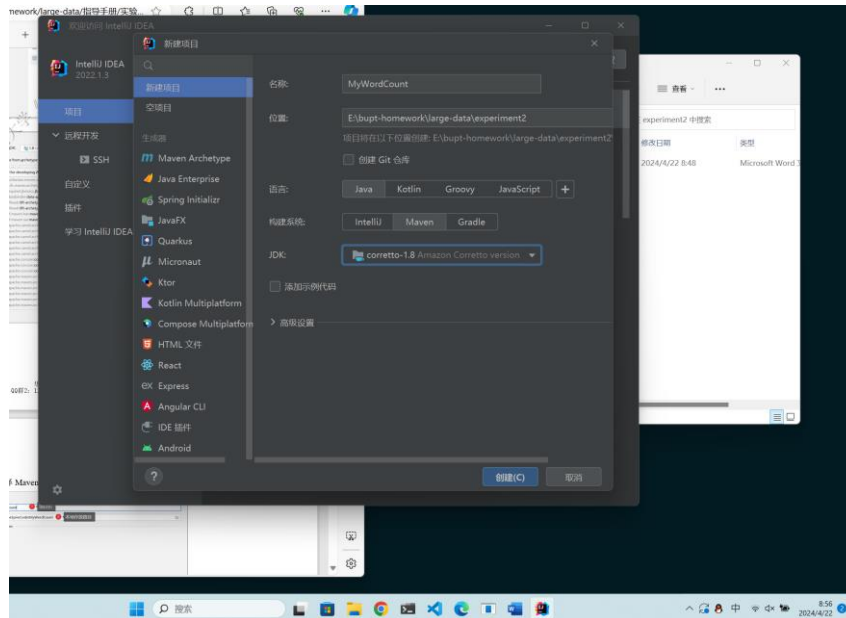 nework/large-data/指导手册/实验...
欢迎访问 IntelliJ IDEA
IntelliJ IDEA
2022.1.3
项目
远程开发
SSH
自定义
插件
学习 IntelliJ IDEA
新建项目
新建项目
空项目
生成器
Maven Archetype
Java Enterprise
Spring Initializr
JavaFX
Quarkus
Micronaut
Ktor
Kotlin Multiplatform
Compose Multiplatform
HTML 文件
React
Express
Angular CLI
IDE 插件
Android
名称:
MyWordCount
位置:
E:\bupt-homework\large-data\experiment2
项目将在以下位置创建: E:\bupt-homework\large-data\experiment2
创建 Git 仓库
语言:
Java Kotlin Groovy JavaScript
构建系统:
IntelliJ Maven Gradle
JDK:
corretto-1.8 Amazon Corretto version
添加示例代码
高级设置
?
创建(C)
取消
查看
experiment2 中搜索
修改日期 类型
2024/4/22 8:48 Microsoft Word
Maven
搜索
中
8:56
2024/4/22